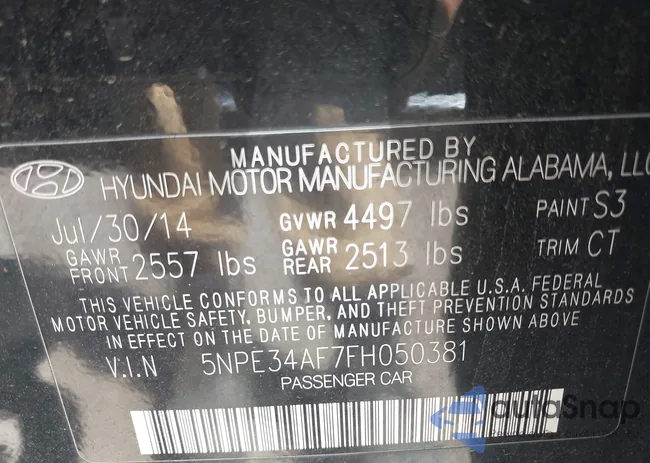 MANUFACTURED BY
HYUNDAI MOTOR MANUFACTURING ALABAMA, LLC
Jul/30/14 GVWR 4497 lbs PAINT S3
GAWR FRONT 2557 lbs GAWR REAR 2513 lbs TRIM CT
THIS VEHICLE CONFORMS TO ALL APPLICABLE U.S.A. FEDERAL
MOTOR VEHICLE SAFETY, BUMPER, AND THEFT PREVENTION STANDARDS
IN EFFECT ON THE DATE OF MANUFACTURE SHOWN ABOVE
V.I.N 5NPE34AF7FH050381
PASSENGER CAR
autoSnap